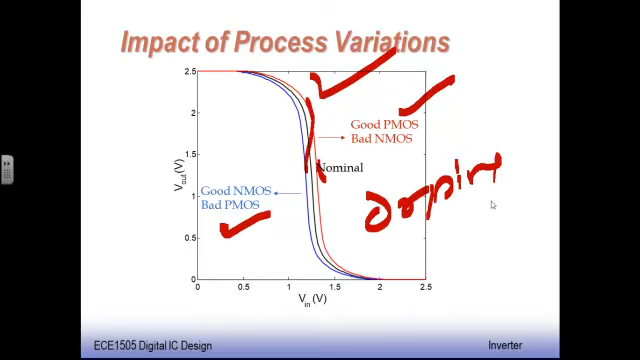 Impact of Process Variations
2.5
2
1.5
1
0.5
0
V_out (V)
Good PMOS
Bad NMOS
Nominal
Good NMOS
Bad PMOS
0 0.5 1 1.5 2 2.5
V_in (V)
ECE1505 Digital IC Design
Inverter